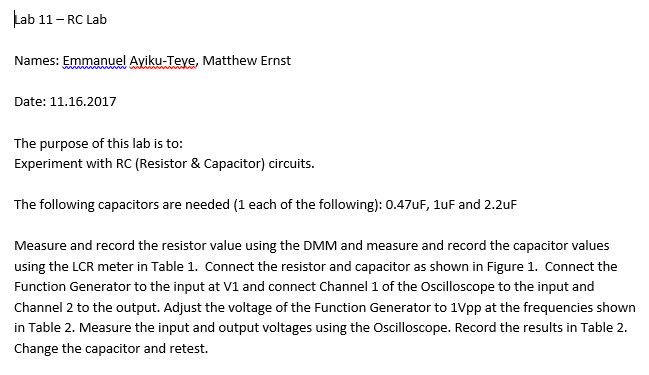 Lab 11 – RC Lab
Names: Emmanuel Ayiku-Teye, Matthew Ernst
Date: 11.16.2017
The purpose of this lab is to:
Experiment with RC (Resistor & Capacitor) circuits.
The following capacitors are needed (1 each of the following): 0.47uF, 1uF and 2.2uF
Measure and record the resistor value using the DMM and measure and record the capacitor values
using the LCR meter in Table 1.  Connect the resistor and capacitor as shown in Figure 1.  Connect the
Function Generator to the input at V1 and connect Channel 1 of the Oscilloscope to the input and
Channel 2 to the output. Adjust the voltage of the Function Generator to 1Vpp at the frequencies shown
in Table 2. Measure the input and output voltages using the Oscilloscope. Record the results in Table 2.
Change the capacitor and retest.